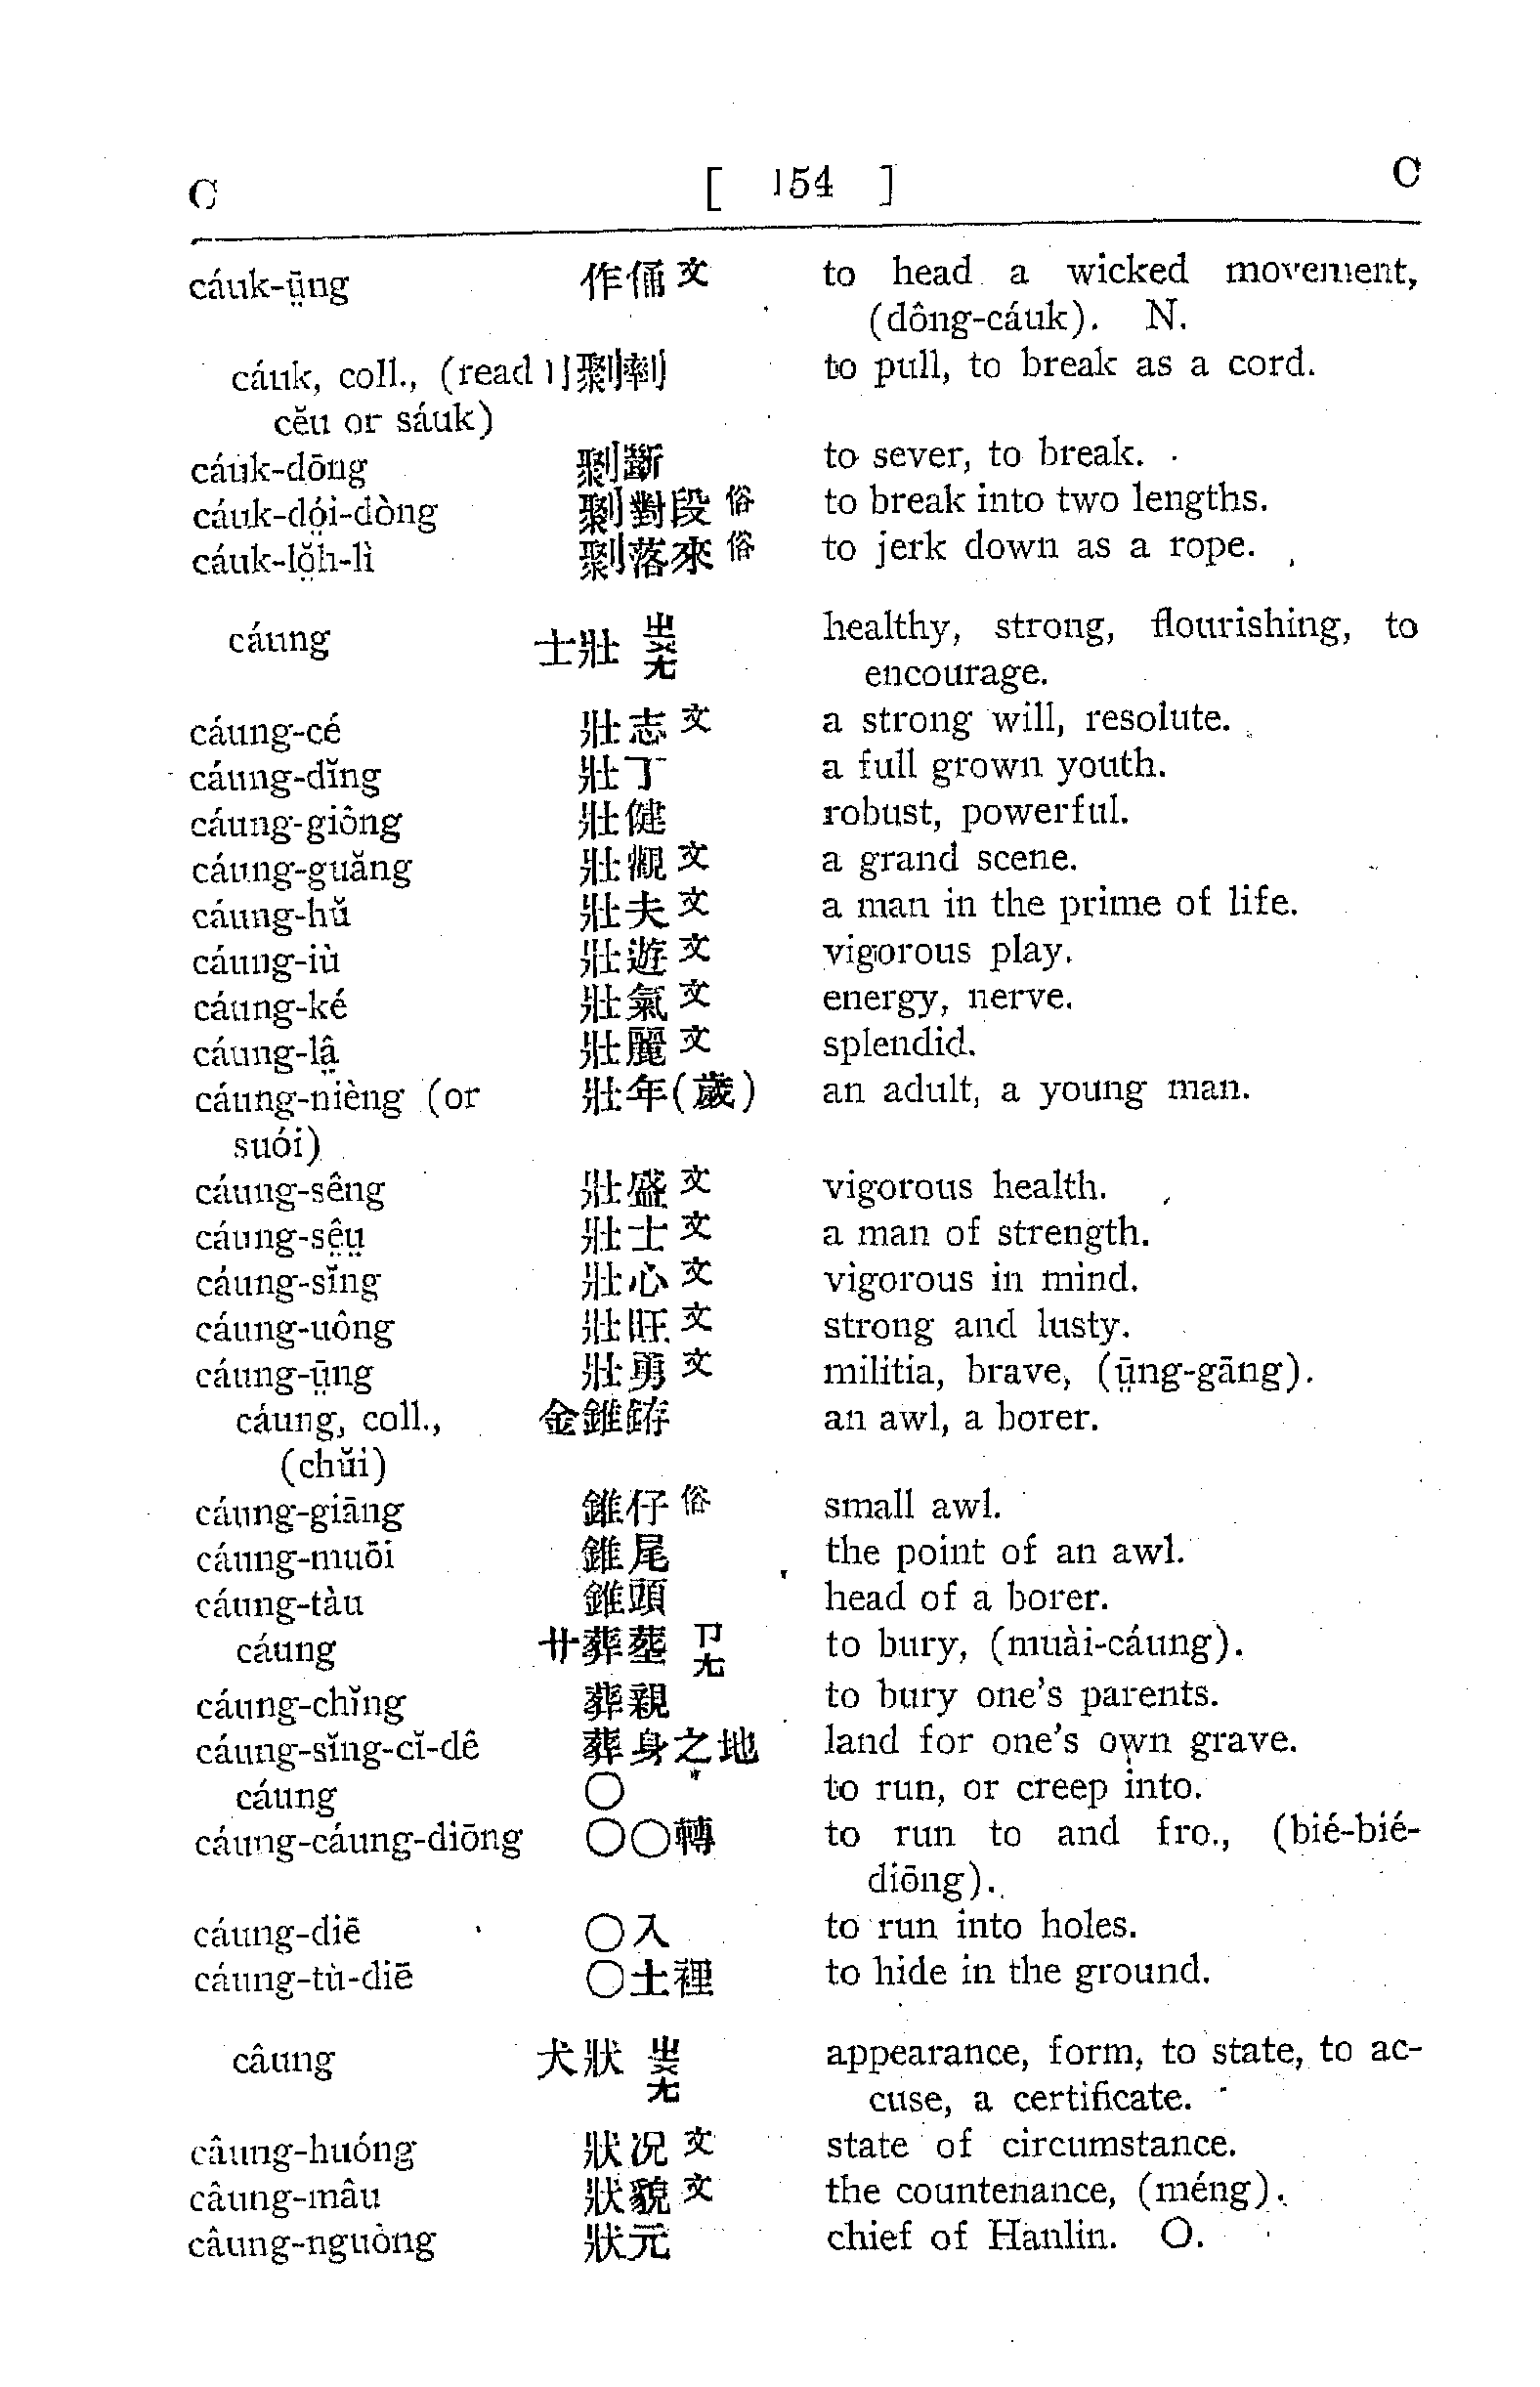 C [ 154 ] C
cáuk-ṳ̄ng 作俑 文 to head a wicked movement,
(dông-cáuk). N.
cáuk, coll., (read 刂剟㓼 to pull, to break as a cord.
cĕu or sáuk)
cáuk-dōng 斷 to sever, to break.
cáuk-dó̤i-dòng 對段 俗 to break into two lengths.
cáuk-lŏ̤h-lì 落來 俗 to jerk down as a rope.
cáung 士壯 ㄓㄨㄤ healthy, strong, flourishing, to
encourage.
cáung-cé 壯志 文 a strong will, resolute.
cáung-dĭng 壯丁 a full grown youth.
cáung-giông 壯健 robust, powerful.
cáung-guăng 壯觀 文 a grand scene.
cáung-hŭ 壯夫 文 a man in the prime of life.
cáung-iù 壯遊 文 vigorous play.
cáung-ké 壯氣 文 energy, nerve.
cáung-lâ̤ 壯麗 文 splendid.
cáung-nièng (or 壯年(歲) an adult, a young man.
suói)
cáung-sêng 壯盛 文 vigorous health.
cáung-sê̤ṳ 壯士 文 a man of strength.
cáung-sĭng 壯心 文 vigorous in mind.
cáung-uông 壯旺 文 strong and lusty.
cáung-ṳ̄ng 壯勇 文 militia, brave, (ṳ̄ng-gāng).
cáung, coll., 金錐 an awl, a borer.
(chŭi)
cáung-giāng 錐仔 俗 small awl.
cáung-muōi 錐尾 the point of an awl.
cáung-tàu 錐頭 head of a borer.
cáung 廾葬塟 ㄗㄤ to bury, (muài-cáung).
cáung-chĭng 葬親 to bury one's parents.
cáung-sĭng-cĭ-dê 葬身之地 land for one's own grave.
cáung 〇 to run, or creep into.
cáung-cáung-diōng 〇〇轉 to run to and fro., (bié-bié-
diōng).
cáung-diē 〇入 to run into holes.
cáung-tù-diē 〇土裡 to hide in the ground.
câung 犬狀 ㄓㄨㄤ appearance, form, to state, to ac-
cuse, a certificate.
câung-huóng 狀况 文 state of circumstance.
câung-mâu 狀貌 文 the countenance, (méng).
câung-nguòng 狀元 chief of Hanlin. O.